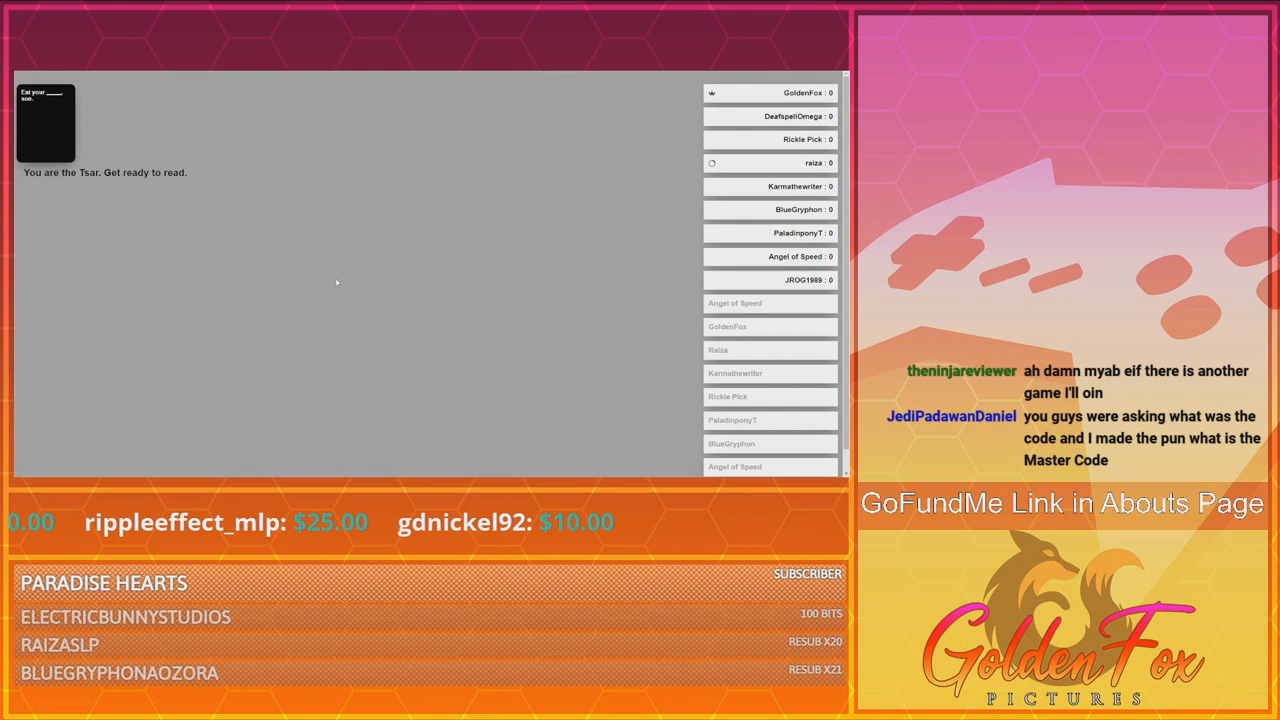 Eat your _____,
son.
You are the Tsar. Get ready to read.
GoldenFox : 0
DeafspellOmega : 0
Rickle Pick : 0
raiza : 0
Karmathewriter : 0
BlueGryphon : 0
PaladinponyT : 0
Angel of Speed : 0
JROG1989 : 0
Angel of Speed
GoldenFox
Raiza
Karmathewriter
Rickle Pick
PaladinponyT
BlueGryphon
Angel of Speed
0.00 rippleeffect_mlp: $25.00 gdnickel92: $10.00
PARADISE HEARTS SUBSCRIBER
ELECTRICBUNNYSTUDIOS 100 BITS
RAIZASLP RESUB X20
BLUEGRYPHONAOZORA RESUB X21
theninjareviewer ah damn myab eif there is another
game I'll oin
JediPadawanDaniel you guys were asking what was the
code and I made the pun what is the
Master Code
GoFundMe Link in Abouts Page
GoldenFox
PICTURES